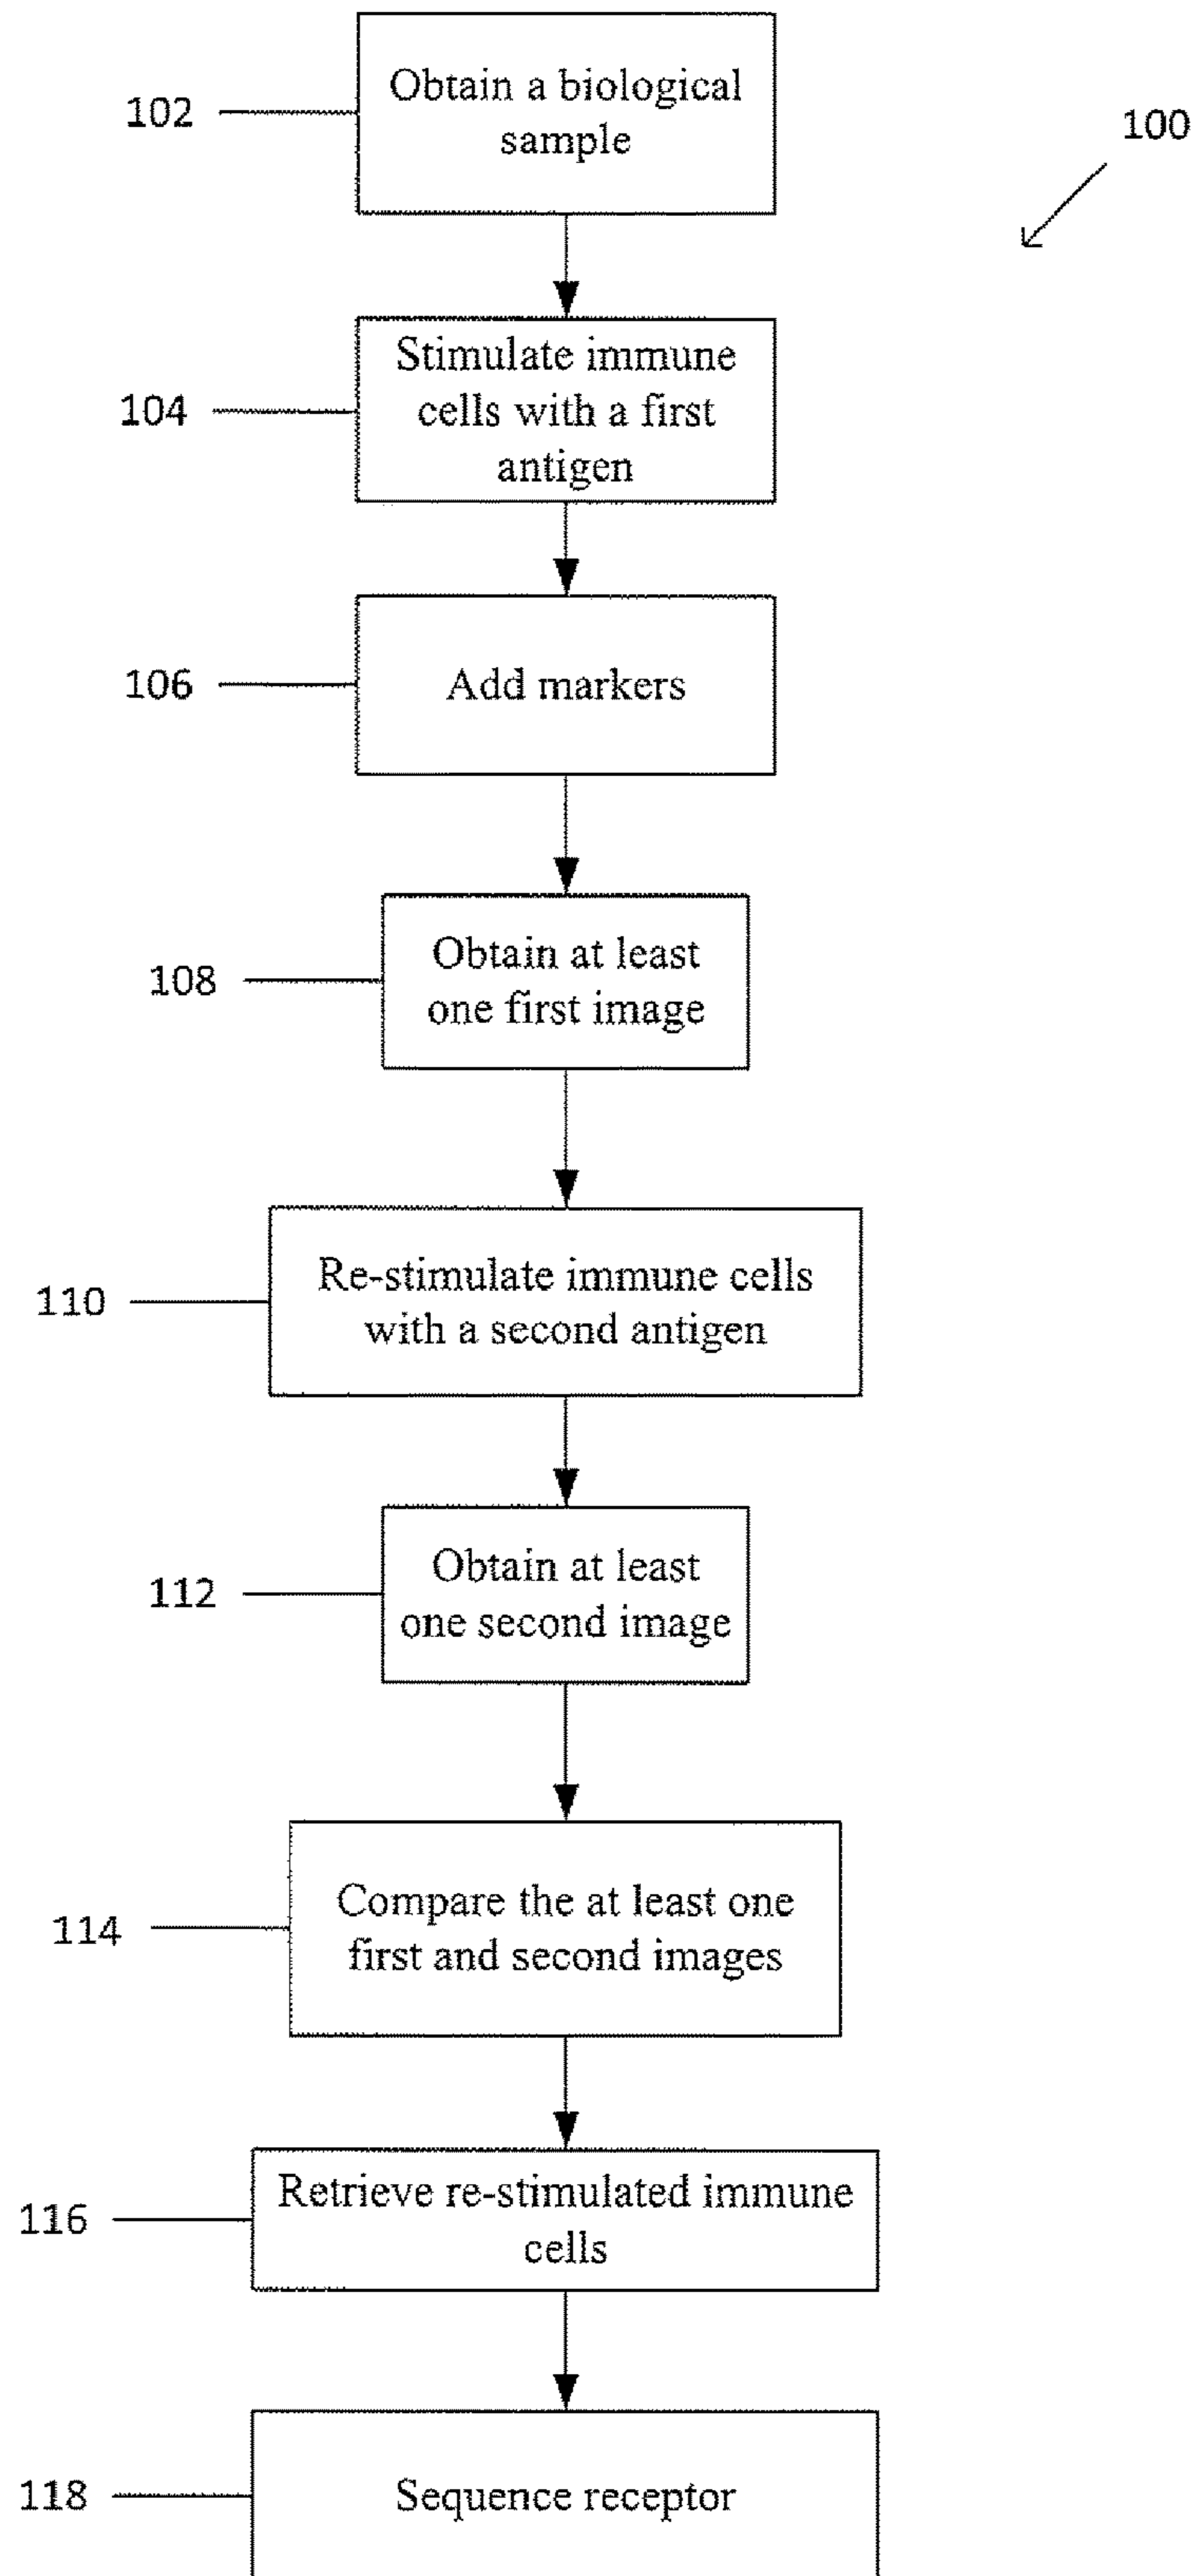 102
Obtain a biological
sample
100
104
Stimulate immune
cells with a first
antigen
106
Add markers
108
Obtain at least
one first image
110
Re-stimulate immune cells
with a second antigen
112
Obtain at least
one second image
114
Compare the at least one
first and second images
116
Retrieve re-stimulated immune
cells
118
Sequence receptor